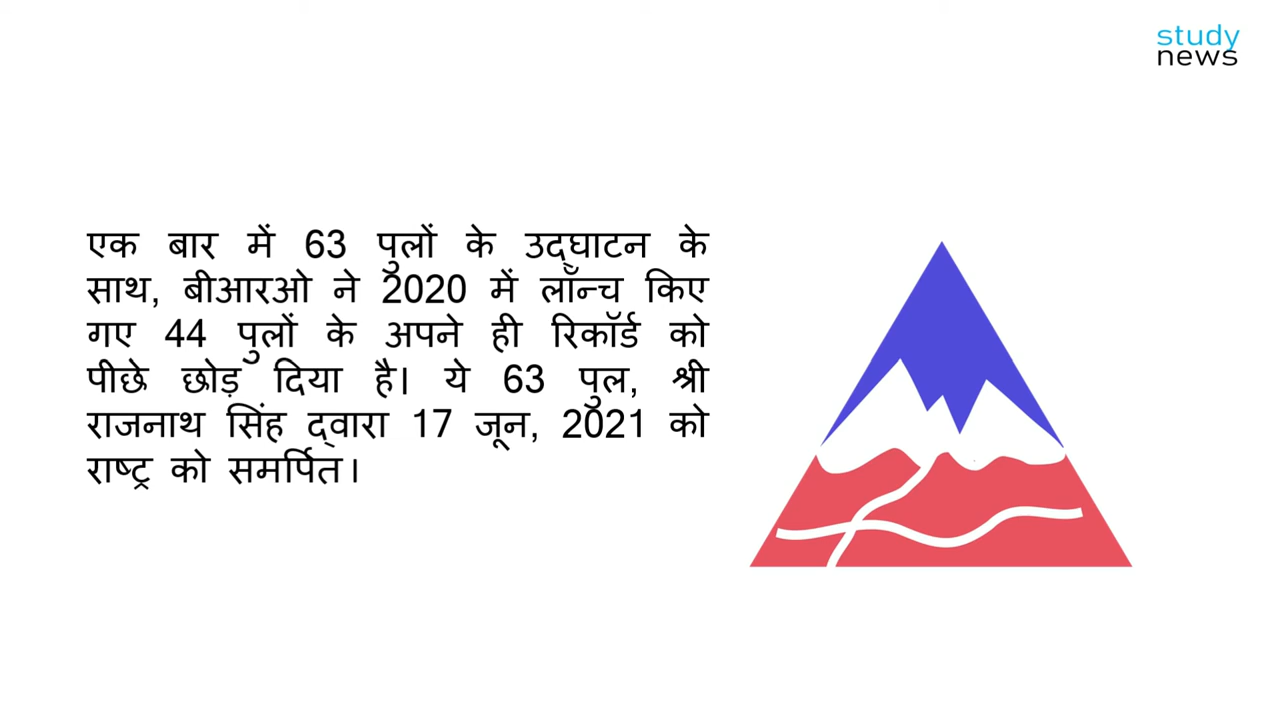 study
news
एक बार में 63 पुलों के उद्घाटन के
साथ, बीआरओ ने 2020 में लॉन्च किए
गए 44 पुलों के अपने ही रिकॉर्ड को
पीछे छोड़ दिया है। ये 63 पुल, श्री
राजनाथ सिंह द्वारा 17 जून, 2021 को
राष्ट्र को समर्पित।